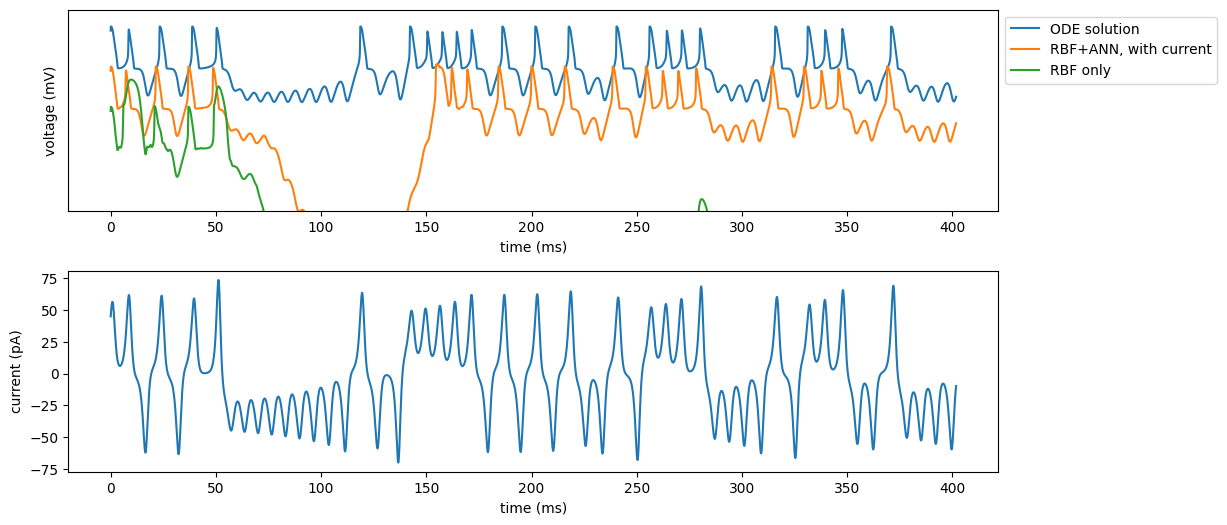 voltage (mV)
ODE solution
RBF+ANN, with current
RBF only
0 50 100 150 200 250 300 350 400
time (ms)
current (pA)
75
50
25
0
−25
−50
−75
0 50 100 150 200 250 300 350 400
time (ms)